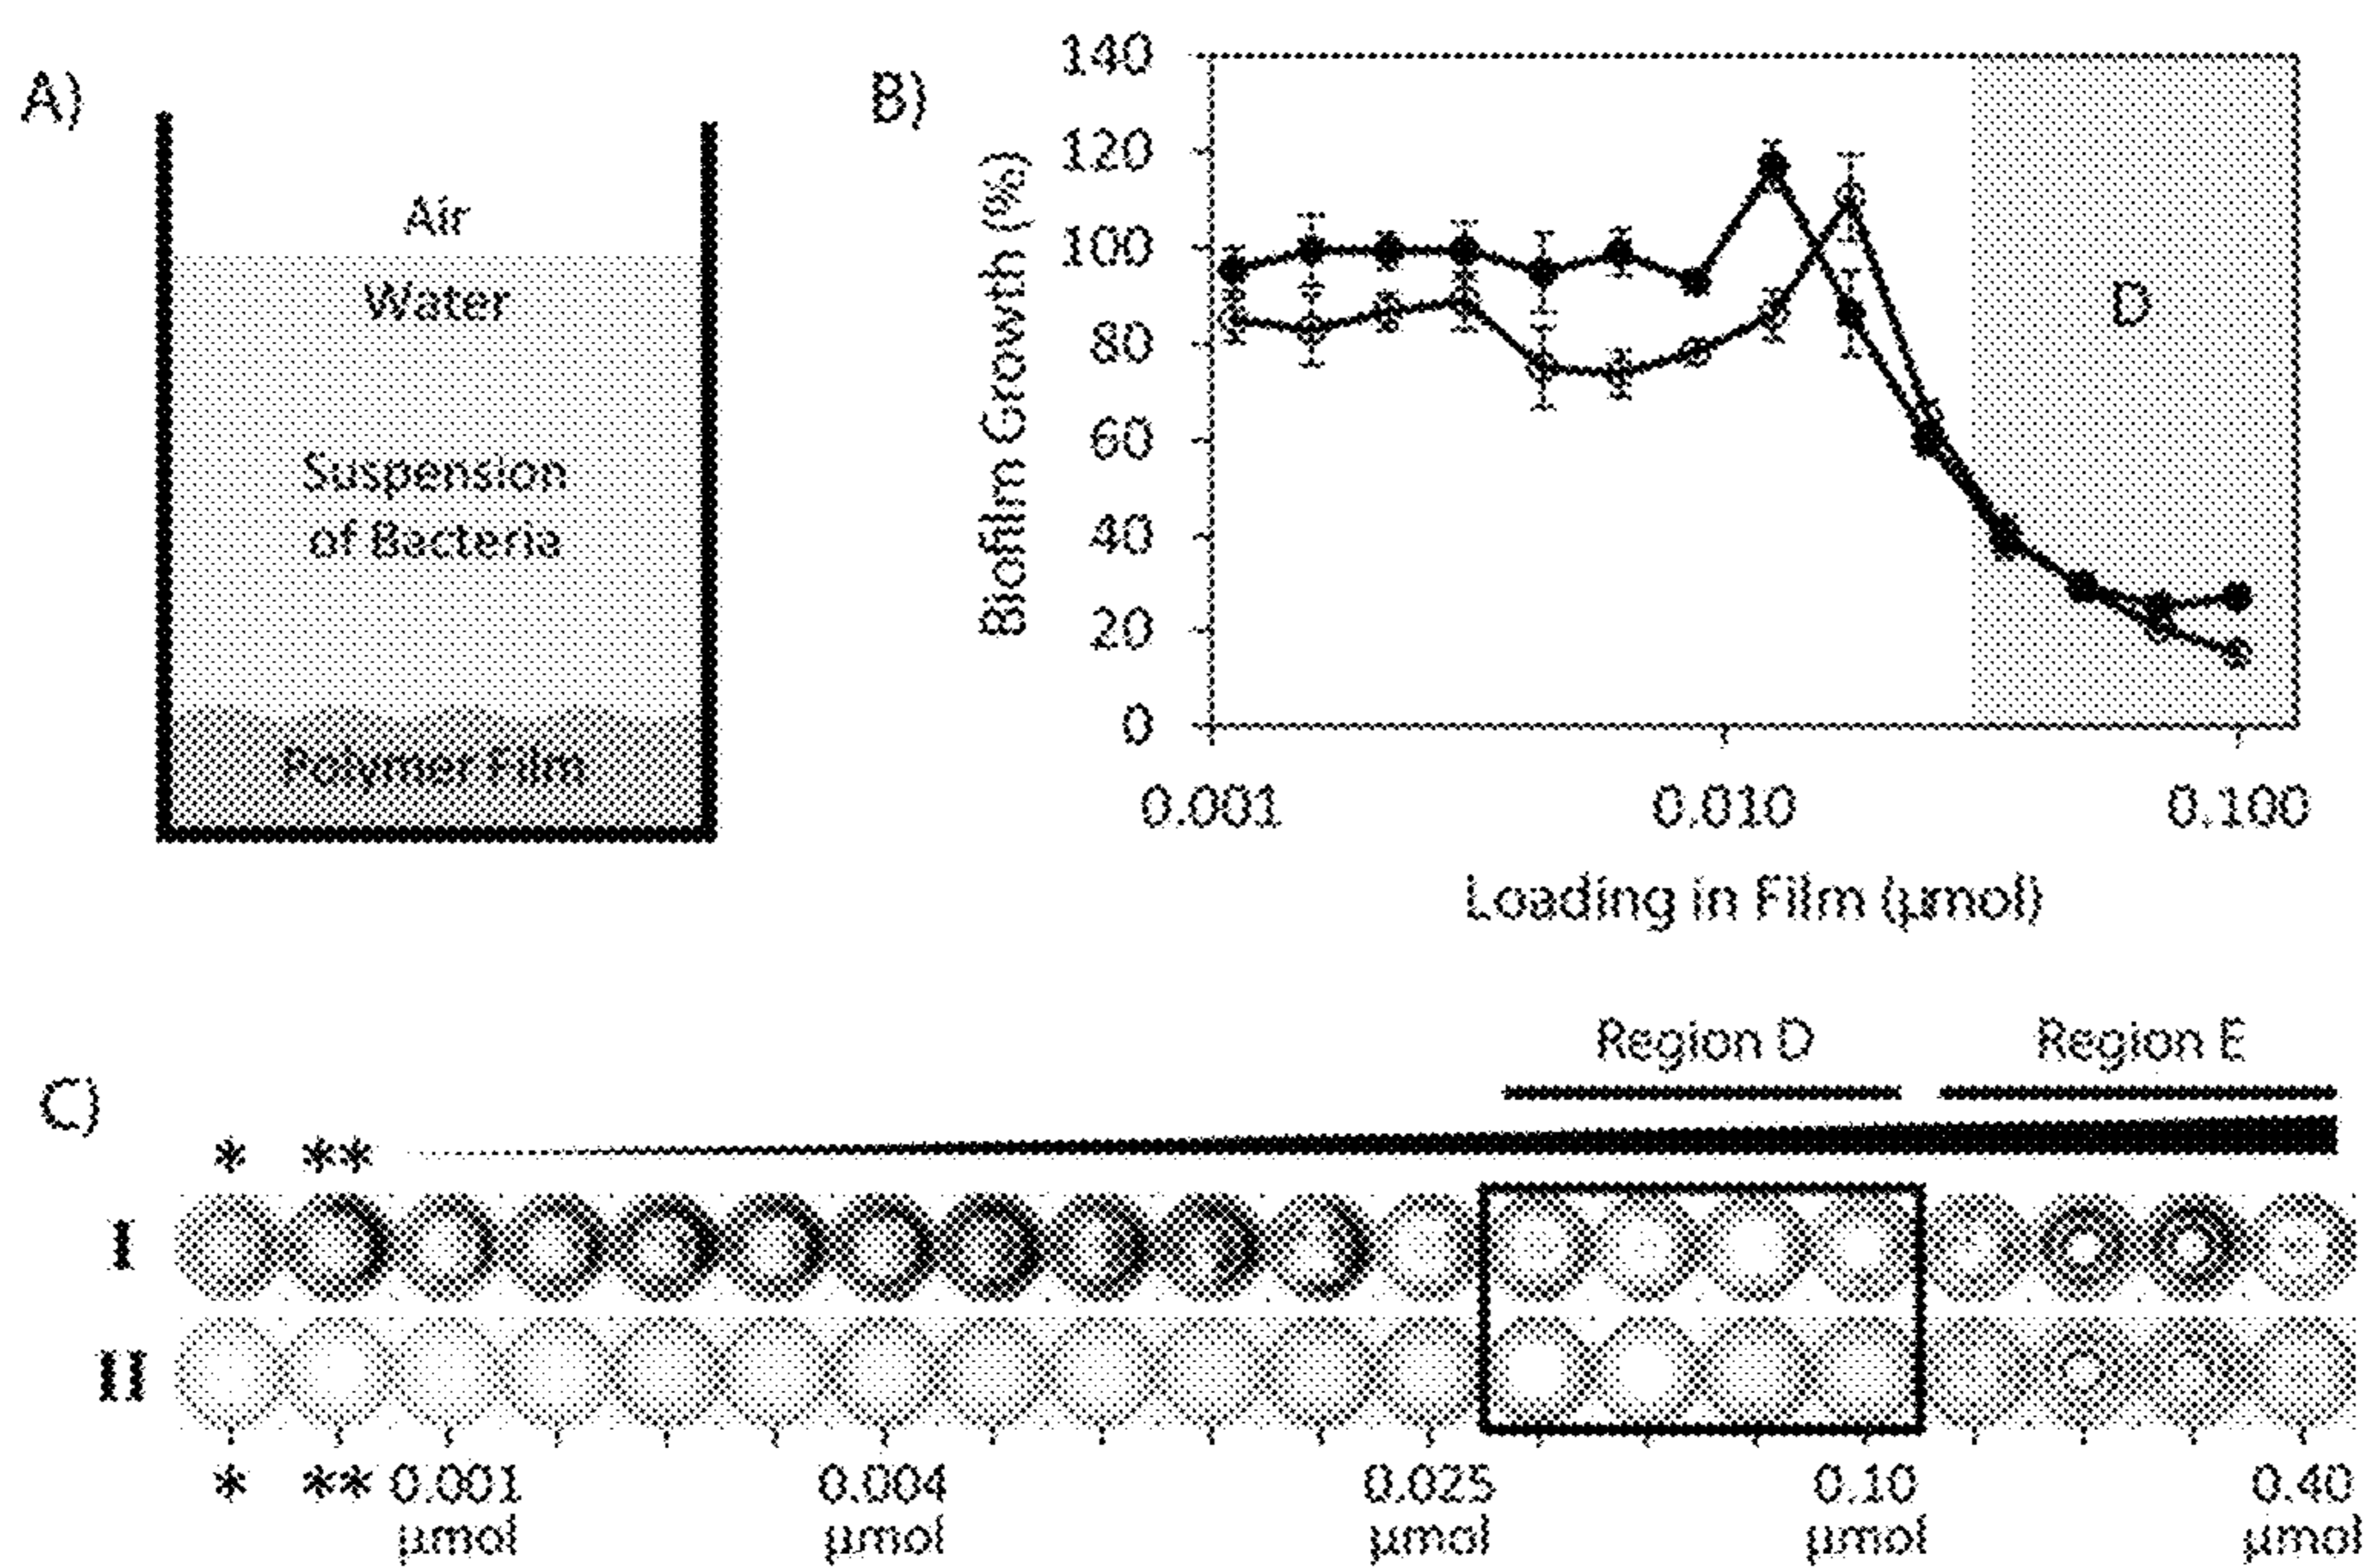 A)
Air
Water
Suspension
of Bacteria
Polymer Film
B)
Biofilm Growth (%)
140
120
100
80
60
40
20
0
D
0.001 0.010 0.100
Loading in Film (µmol)
C)
Region D Region E
* **
I
II
* ** 0.001 0.004 0.025 0.10 0.40
µmol µmol µmol µmol µmol